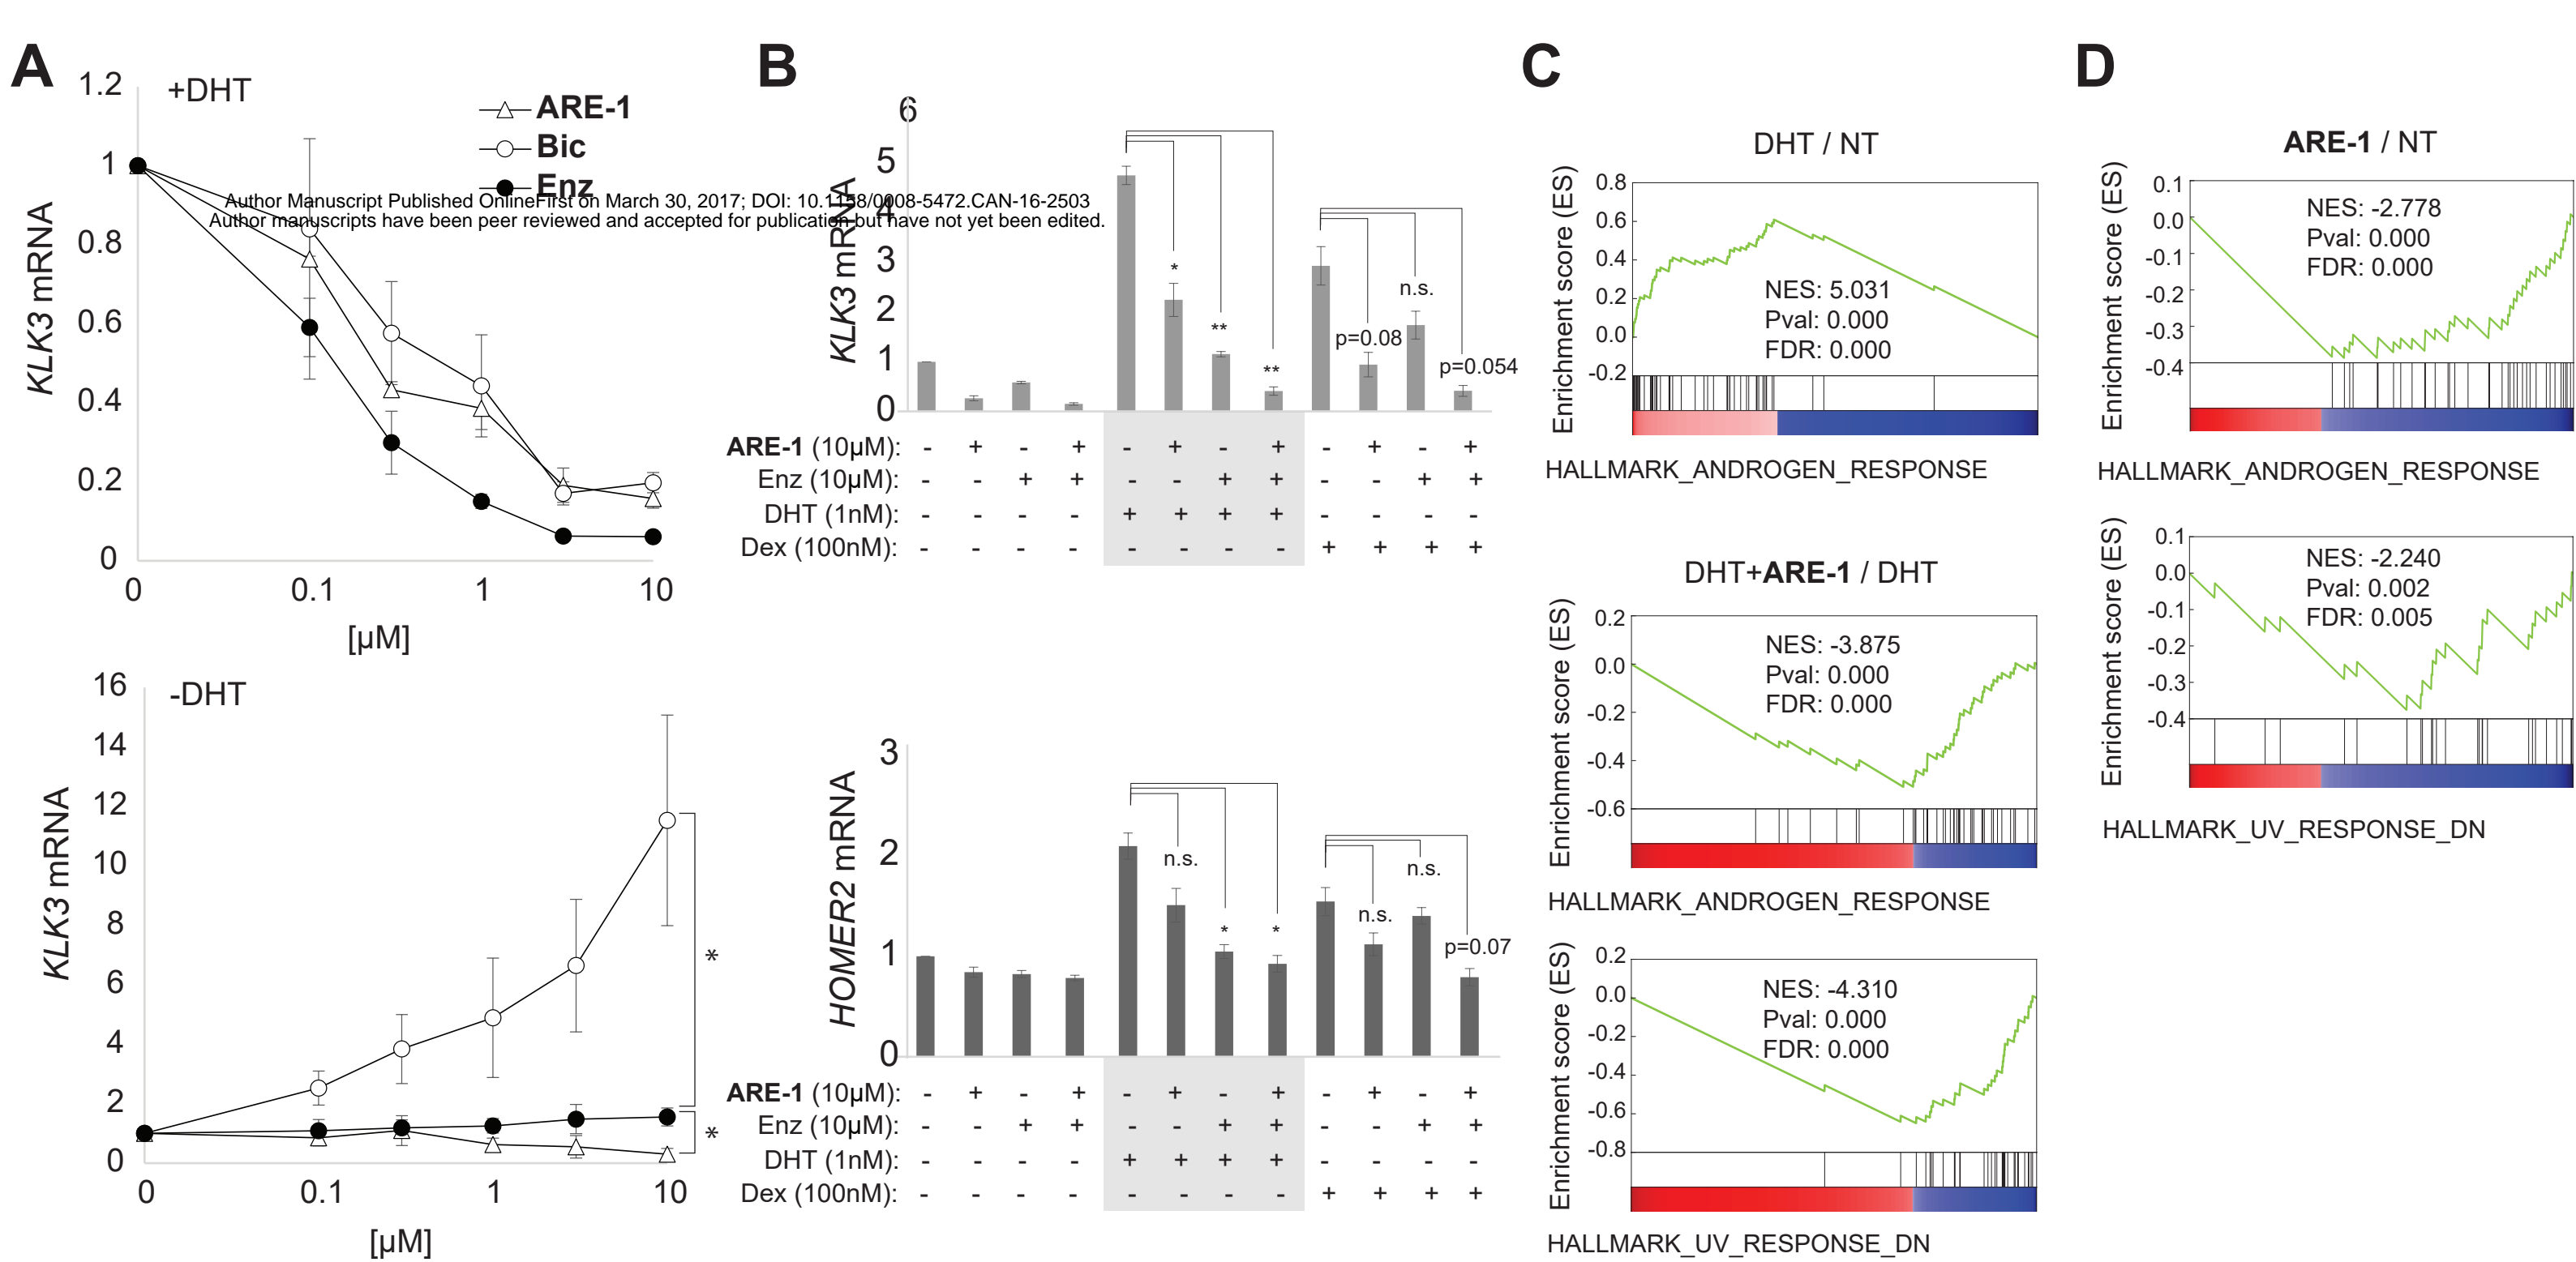 A
1.2
+DHT
ARE-1
Bic
Enz
1
0.8
0.6
0.4
0.2
0
KLK3 mRNA
0 0.1 1 10
[µM]
Author Manuscript Published OnlineFirst on March 30, 2017; DOI: 10.1158/0008-5472.CAN-16-2503
Author manuscripts have been peer reviewed and accepted for publication but have not yet been edited.
16
-DHT
14
12
10
8
6
4
2
0
KLK3 mRNA
*
*
0 0.1 1 10
[µM]
B
6
5
4
3
2
1
0
KLK3 mRNA
*
**
**
p=0.08
n.s.
p=0.054
ARE-1 (10µM): - + - + - + - + - + - +
Enz (10µM): - - + + - - + + - - + +
DHT (1nM): - - - - + + + + - - - -
Dex (100nM): - - - - - - - - + + + +
3
2
1
0
HOMER2 mRNA
n.s.
*
*
n.s.
n.s.
p=0.07
ARE-1 (10µM): - + - + - + - + - + - +
Enz (10µM): - - + + - - + + - - + +
DHT (1nM): - - - - + + + + - - - -
Dex (100nM): - - - - - - - - + + + +
C
DHT / NT
Enrichment score (ES)
0.8
0.6
0.4
0.2
0.0
-0.2
NES: 5.031
Pval: 0.000
FDR: 0.000
HALLMARK_ANDROGEN_RESPONSE
DHT+ARE-1 / DHT
Enrichment score (ES)
0.2
0.0
-0.2
-0.4
-0.6
NES: -3.875
Pval: 0.000
FDR: 0.000
HALLMARK_ANDROGEN_RESPONSE
Enrichment score (ES)
0.2
0.0
-0.2
-0.4
-0.6
-0.8
NES: -4.310
Pval: 0.000
FDR: 0.000
HALLMARK_UV_RESPONSE_DN
D
ARE-1 / NT
Enrichment score (ES)
0.1
0.0
-0.1
-0.2
-0.3
-0.4
NES: -2.778
Pval: 0.000
FDR: 0.000
HALLMARK_ANDROGEN_RESPONSE
Enrichment score (ES)
0.1
0.0
-0.1
-0.2
-0.3
-0.4
NES: -2.240
Pval: 0.002
FDR: 0.005
HALLMARK_UV_RESPONSE_DN